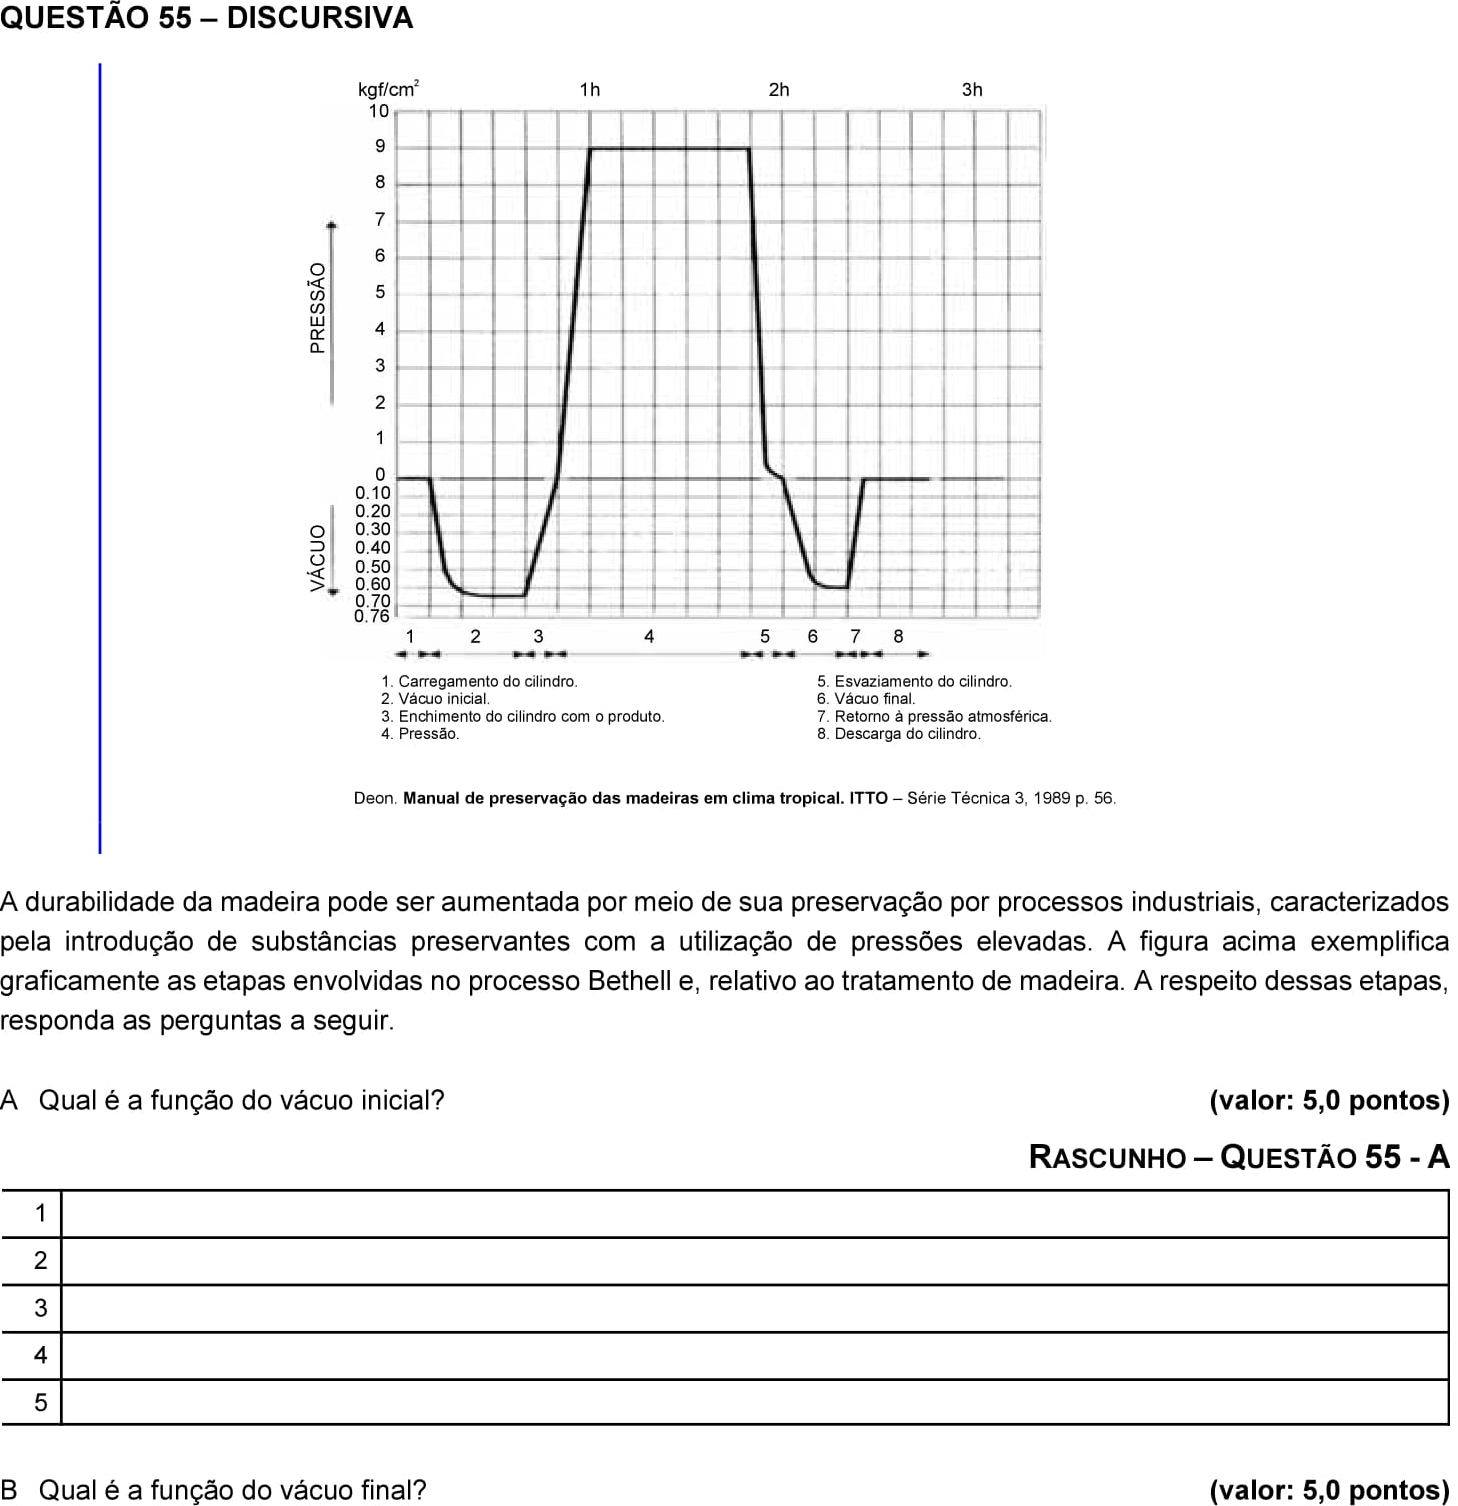 QUESTÃO 55 – DISCURSIVA
kgf/cm² 1h 2h 3h
10
9
8
7
6
5
4
3
2
1
0
0.10
0.20
0.30
0.40
0.50
0.60
0.70
0.76
PRESSÃO
VÁCUO
1 2 3 4 5 6 7 8
1. Carregamento do cilindro.
2. Vácuo inicial.
3. Enchimento do cilindro com o produto.
4. Pressão.
5. Esvaziamento do cilindro.
6. Vácuo final.
7. Retorno à pressão atmosférica.
8. Descarga do cilindro.
Deon. Manual de preservação das madeiras em clima tropical. ITTO – Série Técnica 3, 1989 p. 56.
A durabilidade da madeira pode ser aumentada por meio de sua preservação por processos industriais, caracterizados
pela introdução de substâncias preservantes com a utilização de pressões elevadas. A figura acima exemplifica
graficamente as etapas envolvidas no processo Bethell e, relativo ao tratamento de madeira. A respeito dessas etapas,
responda as perguntas a seguir.
A Qual é a função do vácuo inicial? (valor: 5,0 pontos)
RASCUNHO – QUESTÃO 55 - A
1
2
3
4
5
B Qual é a função do vácuo final? (valor: 5,0 pontos)